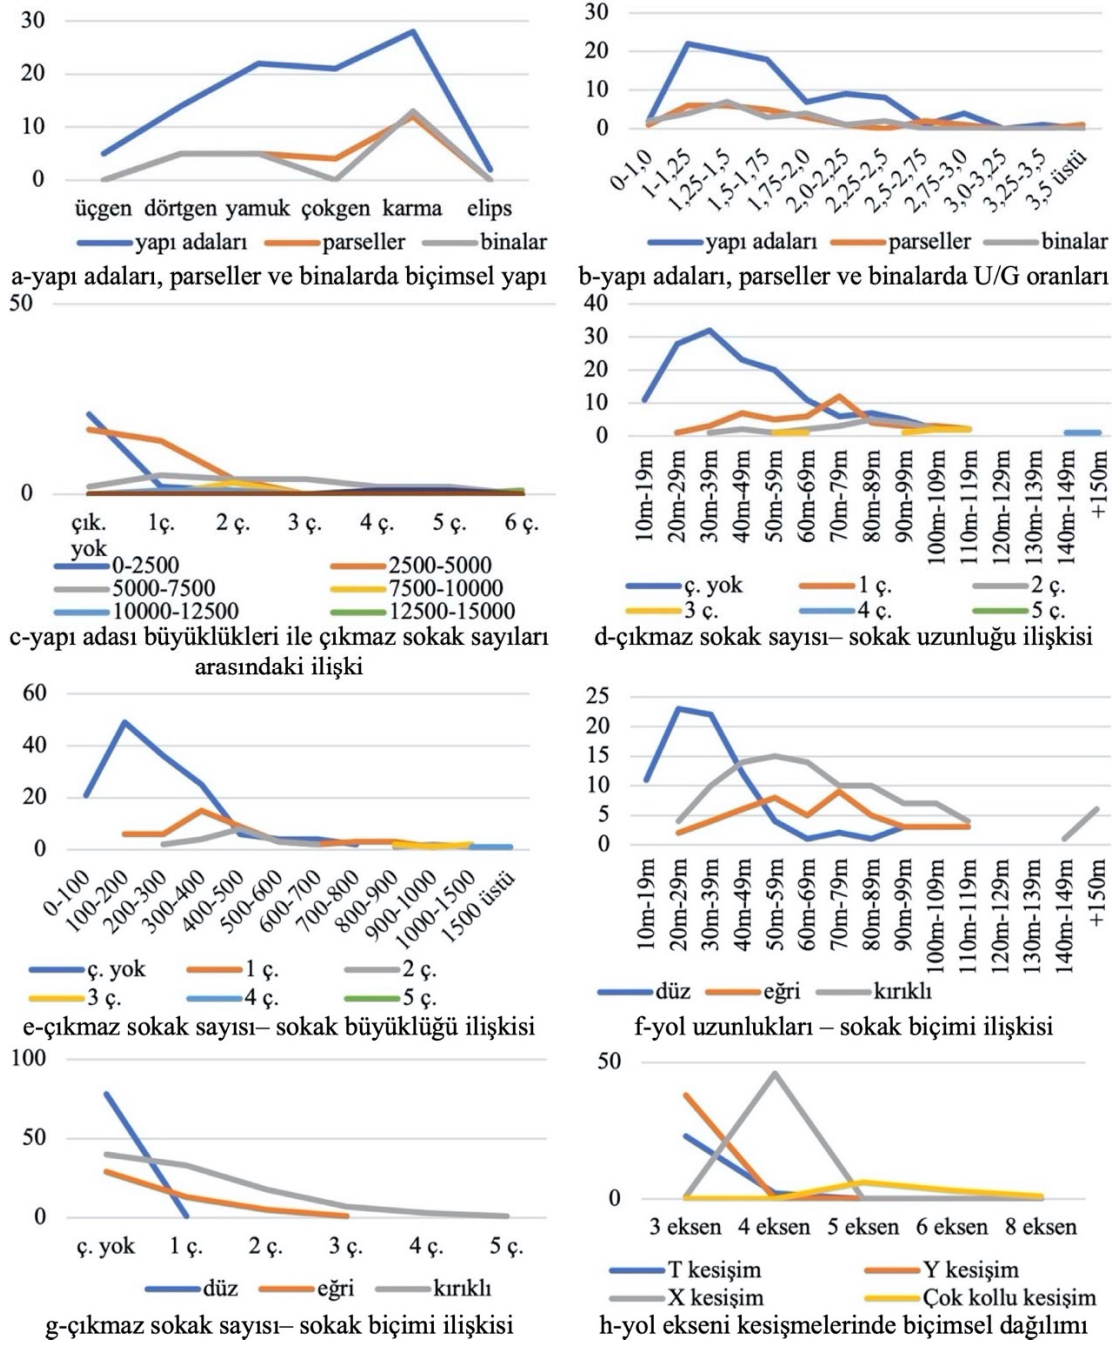 30
20
10
0
üçgen dörtgen yamuk çokgen karma elips
yapı adaları parseller binalar
a-yapı adaları, parseller ve binalarda biçimsel yapı
30
20
10
0
0-1,0
1-1,25
1,25-1,5
1,5-1,75
1,75-2,0
2,0-2,25
2,25-2,5
2,5-2,75
2,75-3,0
3,0-3,25
3,25-3,5
3,5 üstü
yapı adaları parseller binalar
b-yapı adaları, parseller ve binalarda U/G oranları
50
0
çık. yok 1ç. 2 ç. 3 ç. 4 ç. 5 ç. 6 ç.
0-2500 2500-5000
5000-7500 7500-10000
10000-12500 12500-15000
c-yapı adası büyüklükleri ile çıkmaz sokak sayıları
arasındaki ilişki
40
30
20
10
0
10m-19m
20m-29m
30m-39m
40m-49m
50m-59m
60m-69m
70m-79m
80m-89m
90m-99m
100m-109m
110m-119m
120m-129m
130m-139m
140m-149m
+150m
ç. yok 1 ç. 2 ç.
3 ç. 4 ç. 5 ç.
d-çıkmaz sokak sayısı– sokak uzunluğu ilişkisi
60
40
20
0
0-100
100-200
200-300
300-400
400-500
500-600
600-700
700-800
800-900
900-1000
1000-1500
1500 üstü
ç. yok 1 ç. 2 ç.
3 ç. 4 ç. 5 ç.
e-çıkmaz sokak sayısı– sokak büyüklüğü ilişkisi
25
20
15
10
5
0
10m-19m
20m-29m
30m-39m
40m-49m
50m-59m
60m-69m
70m-79m
80m-89m
90m-99m
100m-109m
110m-119m
120m-129m
130m-139m
140m-149m
+150m
düz eğri kırıklı
f-yol uzunlukları – sokak biçimi ilişkisi
100
50
0
ç. yok 1 ç. 2 ç. 3 ç. 4 ç. 5 ç.
düz eğri kırıklı
g-çıkmaz sokak sayısı– sokak biçimi ilişkisi
50
0
3 eksen 4 eksen 5 eksen 6 eksen 8 eksen
T kesişim Y kesişim
X kesişim Çok kollu kesişim
h-yol ekseni kesişmelerinde biçimsel dağılımı